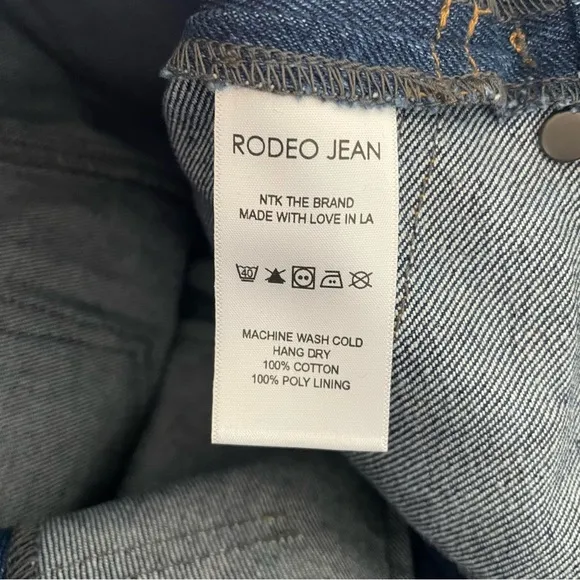 RODEO JEAN
NTK THE BRAND
MADE WITH LOVE IN LA
40
MACHINE WASH COLD
HANG DRY
100% COTTON
100% POLY LINING